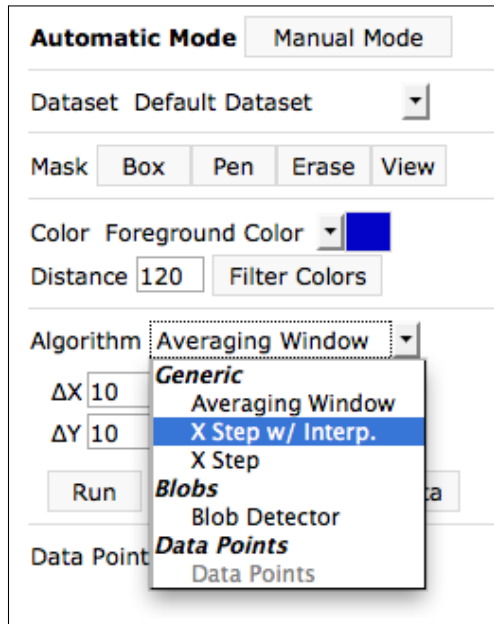 Automatic Mode Manual Mode
Dataset Default Dataset
Mask Box Pen Erase View
Color Foreground Color
Distance 120 Filter Colors
Algorithm Averaging Window
Generic
ΔX 10
Averaging Window
ΔY 10 X Step w/ Interp.
X Step
Run Blobs
Blob Detector
Data Points
Data Point
Data Points